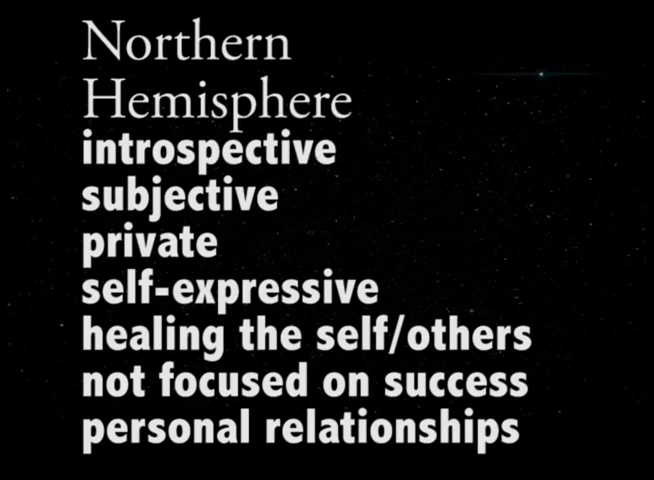 Northern
Hemisphere
introspective
subjective
private
self-expressive
healing the self/others
not focused on success
personal relationships